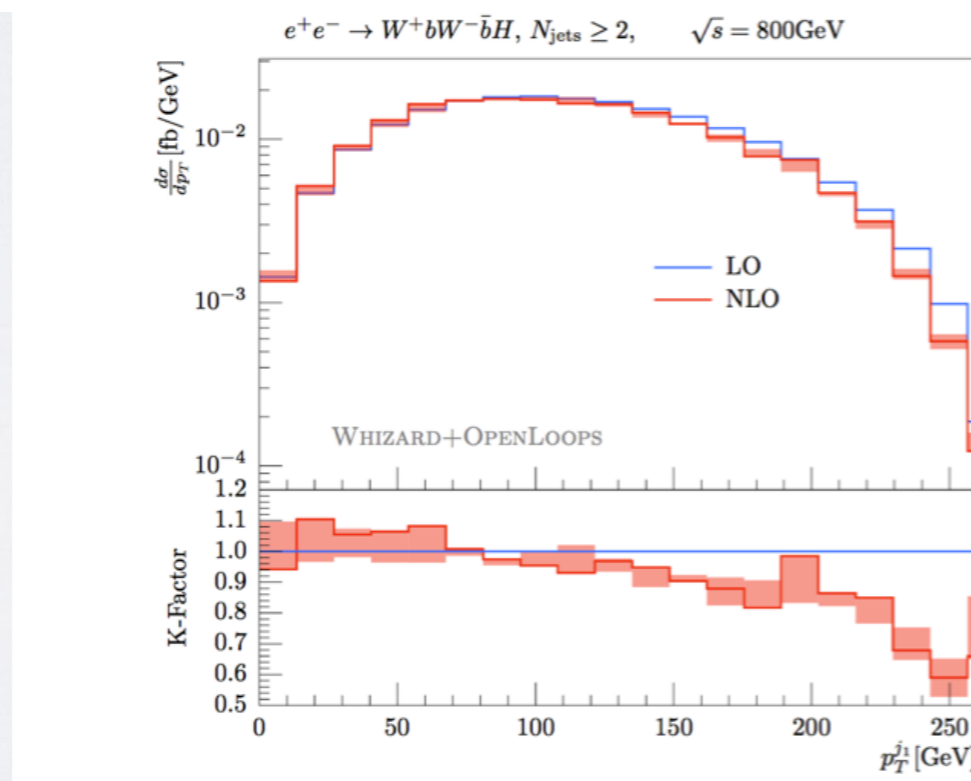 e⁺e⁻ → W⁺bW⁻b̄H, N_jets ≥ 2, √s = 800GeV
dσ/dp_T [fb/GeV]
10⁻²
10⁻³
10⁻⁴
LO
NLO
WHIZARD+OPENLOOPS
K-Factor
1.2
1.1
1.0
0.9
0.8
0.7
0.6
0.5
0 50 100 150 200 250
p_T^{j₁} [GeV]